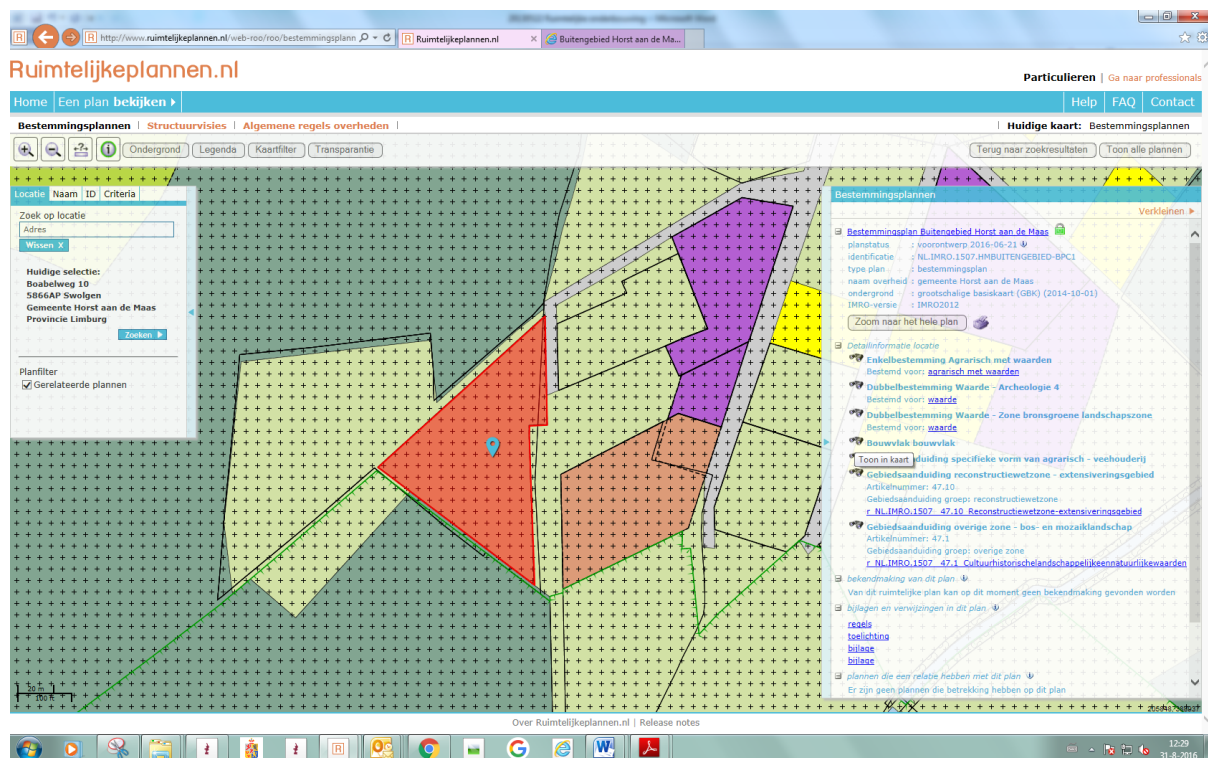 http://www.ruimtelijkeplannen.nl/web-roo/roo/bestemmingsplann
Ruimtelijkeplannen.nl
Buitengebied Horst aan de Ma...
Ruimtelijkeplannen.nl
Particulieren | Ga naar professionals
Home Een plan bekijken
Help FAQ Contact
Bestemmingsplannen | Structuurvisies | Algemene regels overheden |
Huidige kaart: Bestemmingsplannen
Ondergrond Legenda Kaartfilter Transparantie
Terug naar zoekresultaten Toon alle plannen
Locatie Naam ID Criteria
Zoek op locatie
Adres
Wissen X
Huidige selectie:
Boabelweg 10
5866AP Swolgen
Gemeente Horst aan de Maas
Provincie Limburg
Zoeken
Planfilter
Gerelateerde plannen
20 m
100 ft
Bestemmingsplannen
Verkleinen
Bestemmingsplan Buitengebied Horst aan de Maas
planstatus : voorontwerp 2016-06-21
identificatie : NL.IMRO.1507.HMBUITENGEBIED-BPC1
type plan : bestemmingsplan
naam overheid : gemeente Horst aan de Maas
ondergrond : grootschalige basiskaart (GBK) (2014-10-01)
IMRO-versie : IMRO2012
Zoom naar het hele plan
Detailinformatie locatie
Enkelbestemming Agrarisch met waarden
Bestemd voor: agrarisch met waarden
Dubbelbestemming Waarde - Archeologie 4
Bestemd voor: waarde
Dubbelbestemming Waarde - Zone bronsgroene landschapszone
Bestemd voor: waarde
Bouwvlak bouwvlak
Toon in kaart
duiding specifieke vorm van agrarisch - veehouderij
Gebiedsaanduiding reconstructiewetzone - extensiveringsgebied
Artikelnummer: 47.10
Gebiedsaanduiding groep: reconstructiewetzone
r_NL.IMRO.1507_47.10_Reconstructiewetzone-extensiveringsgebied
Gebiedsaanduiding overige zone - bos- en mozaïklandschap
Artikelnummer: 47.1
Gebiedsaanduiding groep: overige zone
r_NL.IMRO.1507_47.1_Cultuurhistorischelandschappelijkeennatuurlijkewaarden
bekendmaking van dit plan
Van dit ruimtelijke plan kan op dit moment geen bekendmaking gevonden worden
bijlagen en verwijzingen in dit plan
regels
toelichting
bijlage
bijlage
plannen die een relatie hebben met dit plan
Er zijn geen plannen die betrekking hebben op dit plan
Over Ruimtelijkeplannen.nl | Release notes
12:29
31-8-2016